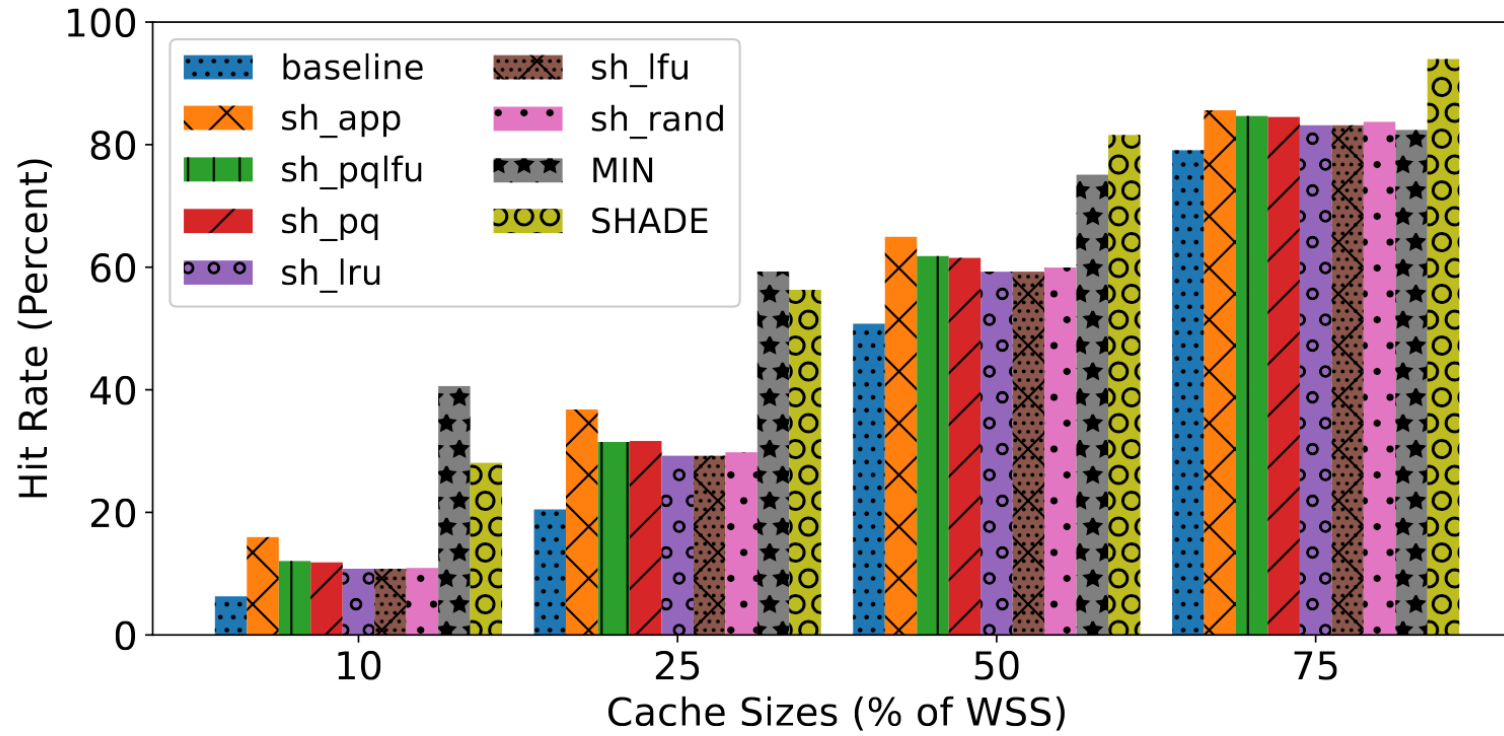 100
80
60
40
20
0
Hit Rate (Percent)
baseline
sh_app
sh_pqlfu
sh_pq
sh_lru
sh_lfu
sh_rand
MIN
SHADE
10 25 50 75
Cache Sizes (% of WSS)